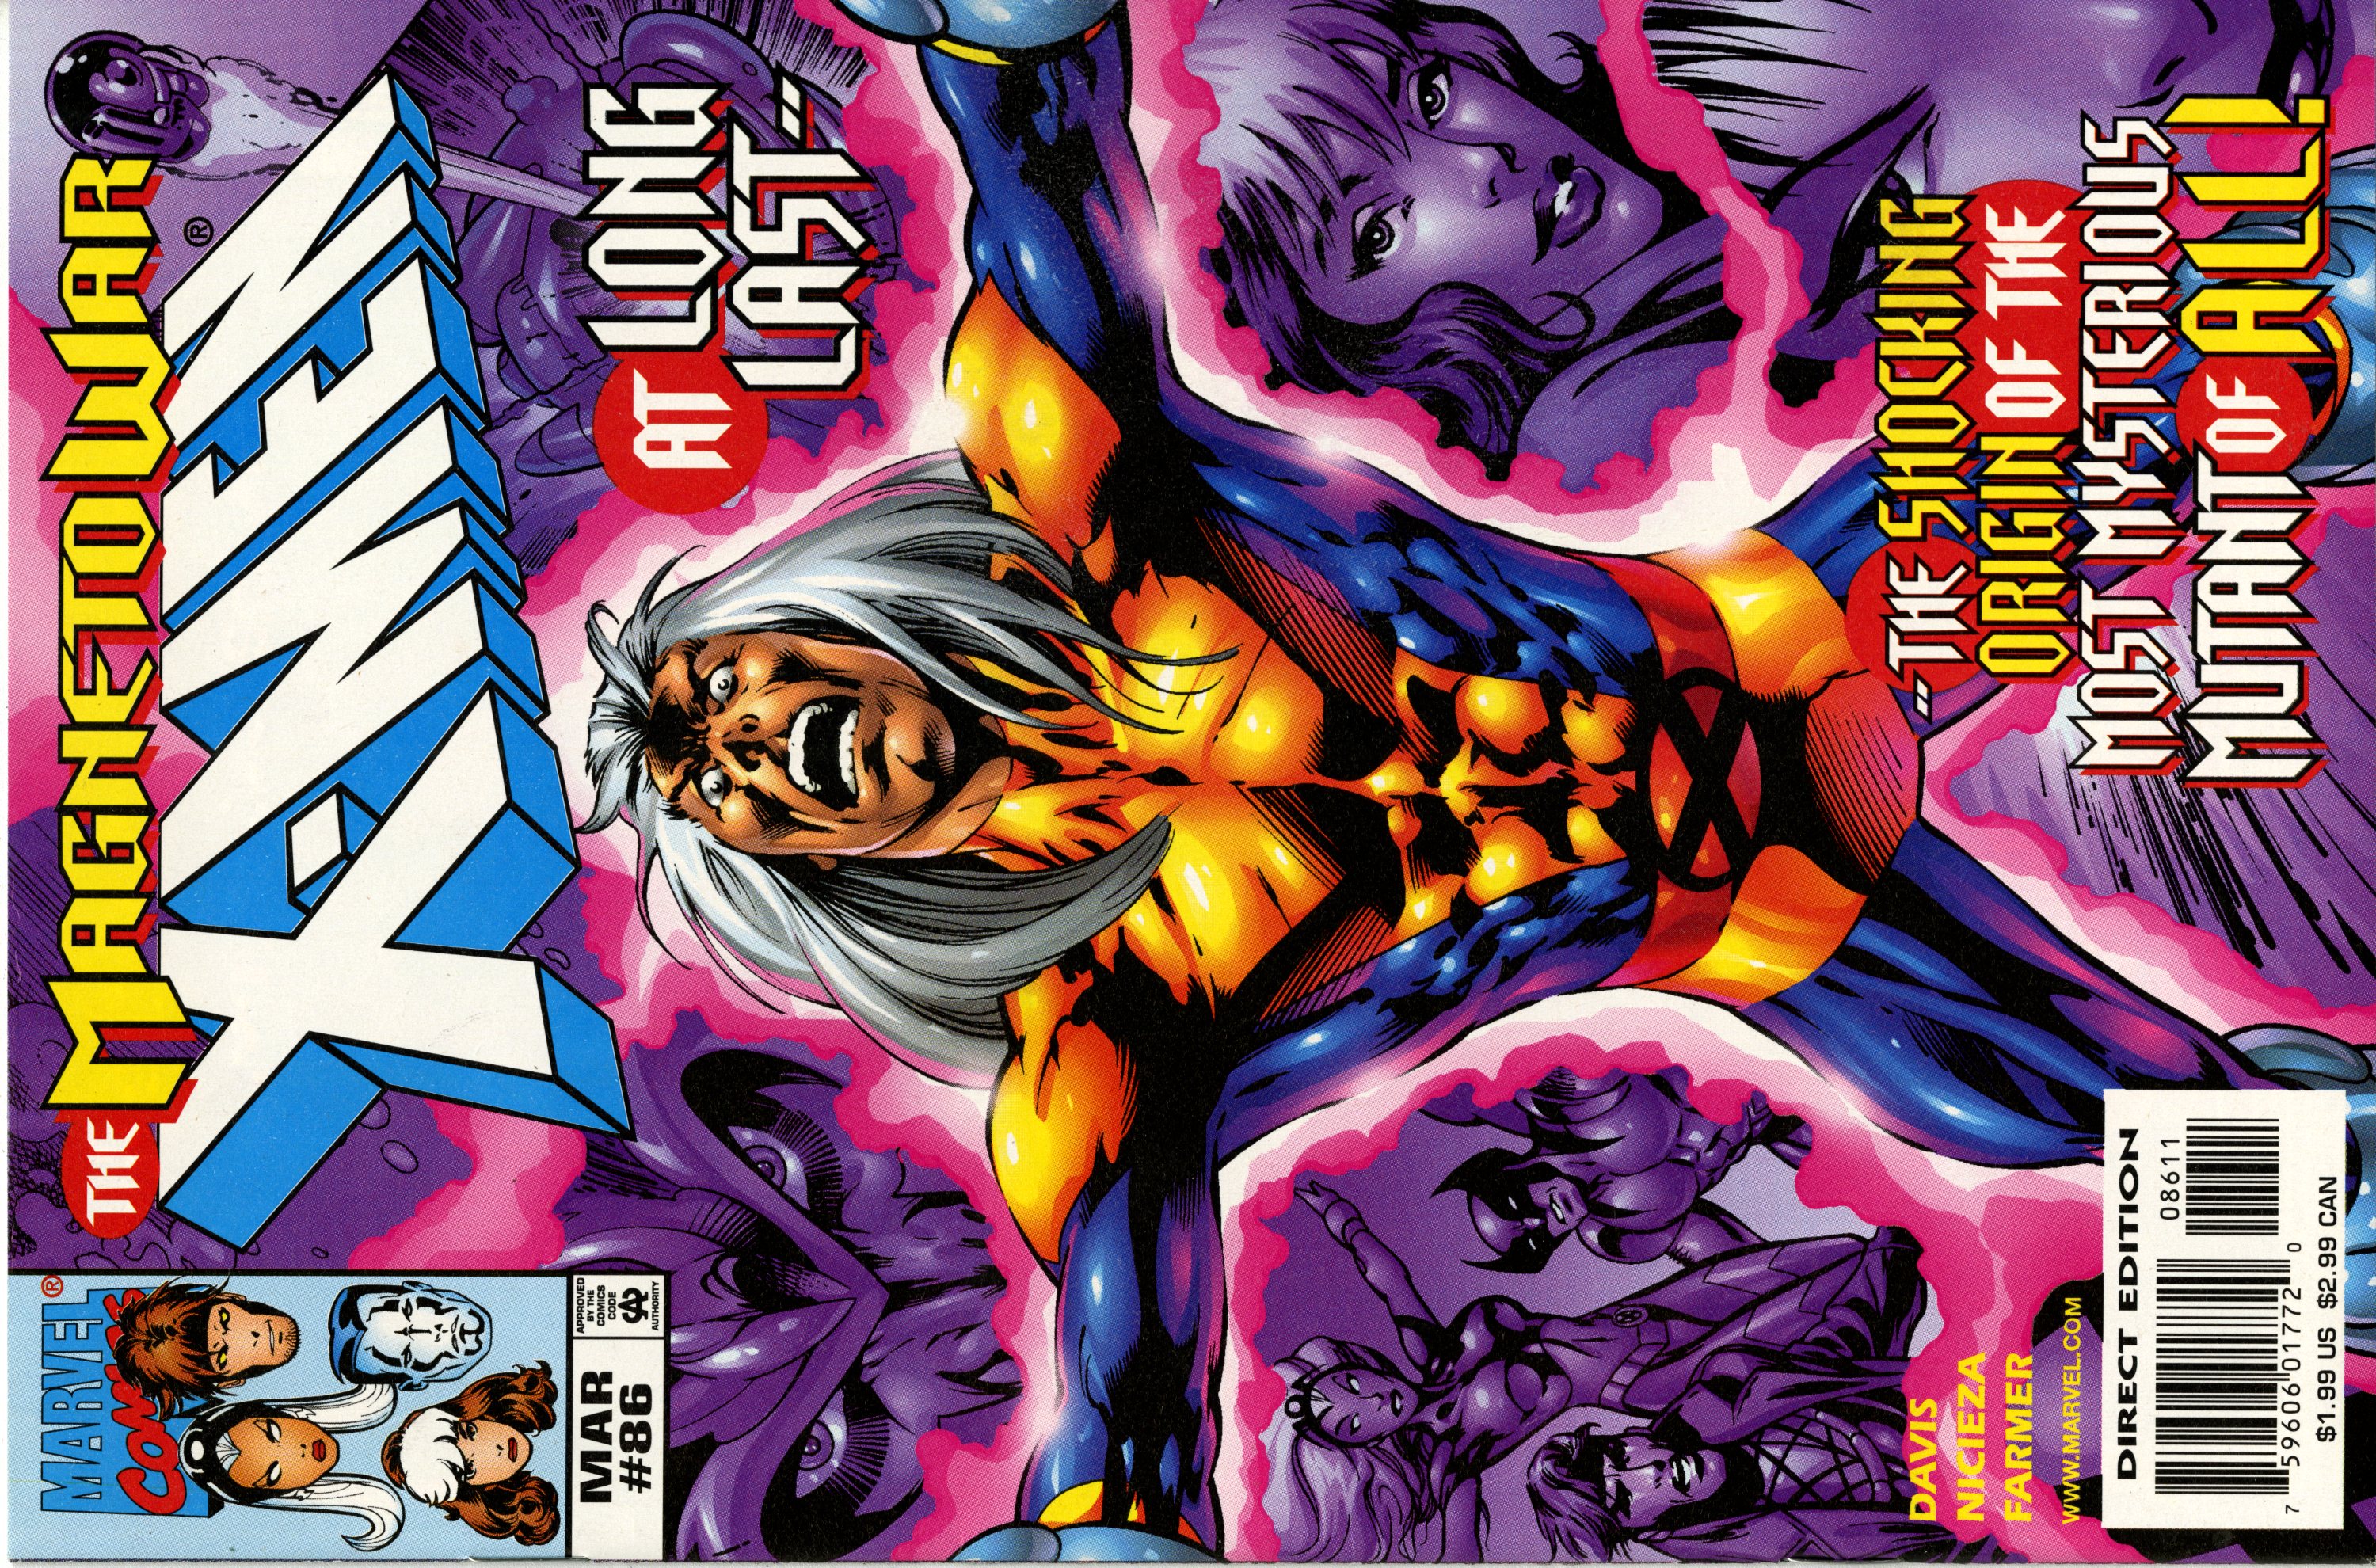 MARVEL®
COMICS
THE MAGNETO WAR
X-MEN®
MAR
#86
APPROVED
BY THE
COMICS
CODE
CA
AUTHORITY
AT LONG
LAST--
DAVIS
NICIEZA
FARMER
WWW.MARVEL.COM
--THE SHOCKING
ORIGIN OF THE
MOST MYSTERIOUS
MUTANT OF ALL!
DIRECT EDITION
08611
7 59606 01772 0
$1.99 US $2.99 CAN